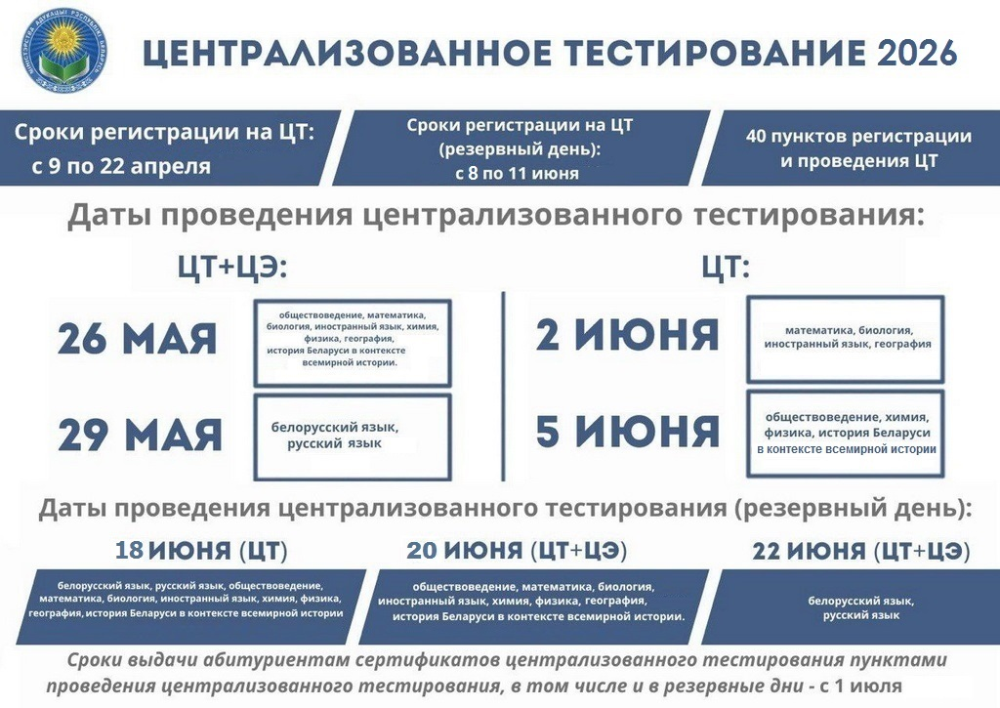 МІНІСТЭРСТВА АДУКАЦЫІ РЭСПУБЛІКІ БЕЛАРУСЬ
ЦЕНТРАЛИЗОВАННОЕ ТЕСТИРОВАНИЕ 2026
Сроки регистрации на ЦТ:
с 9 по 22 апреля
Сроки регистрации на ЦТ
(резервный день):
с 8 по 11 июня
40 пунктов регистрации
и проведения ЦТ
Даты проведения централизованного тестирования:
ЦТ+ЦЭ:
26 МАЯ
обществоведение, математика,
биология, иностранный язык, химия,
физика, география,
история Беларуси в контексте
всемирной истории.
29 МАЯ
белорусский язык,
русский язык
ЦТ:
2 ИЮНЯ
математика, биология,
иностранный язык, география
5 ИЮНЯ
обществоведение, химия,
физика, история Беларуси
в контексте всемирной истории
Даты проведения централизованного тестирования (резервный день):
18 ИЮНЯ (ЦТ)
белорусский язык, русский язык, обществоведение,
математика, биология, иностранный язык, химия, физика,
география, история Беларуси в контексте всемирной истории
20 ИЮНЯ (ЦТ+ЦЭ)
обществоведение, математика, биология,
иностранный язык, химия, физика, география,
история Беларуси в контексте всемирной истории.
22 ИЮНЯ (ЦТ+ЦЭ)
белорусский язык,
русский язык
Сроки выдачи абитуриентам сертификатов централизованного тестирования пунктами
проведения централизованного тестирования, в том числе и в резервные дни - с 1 июля